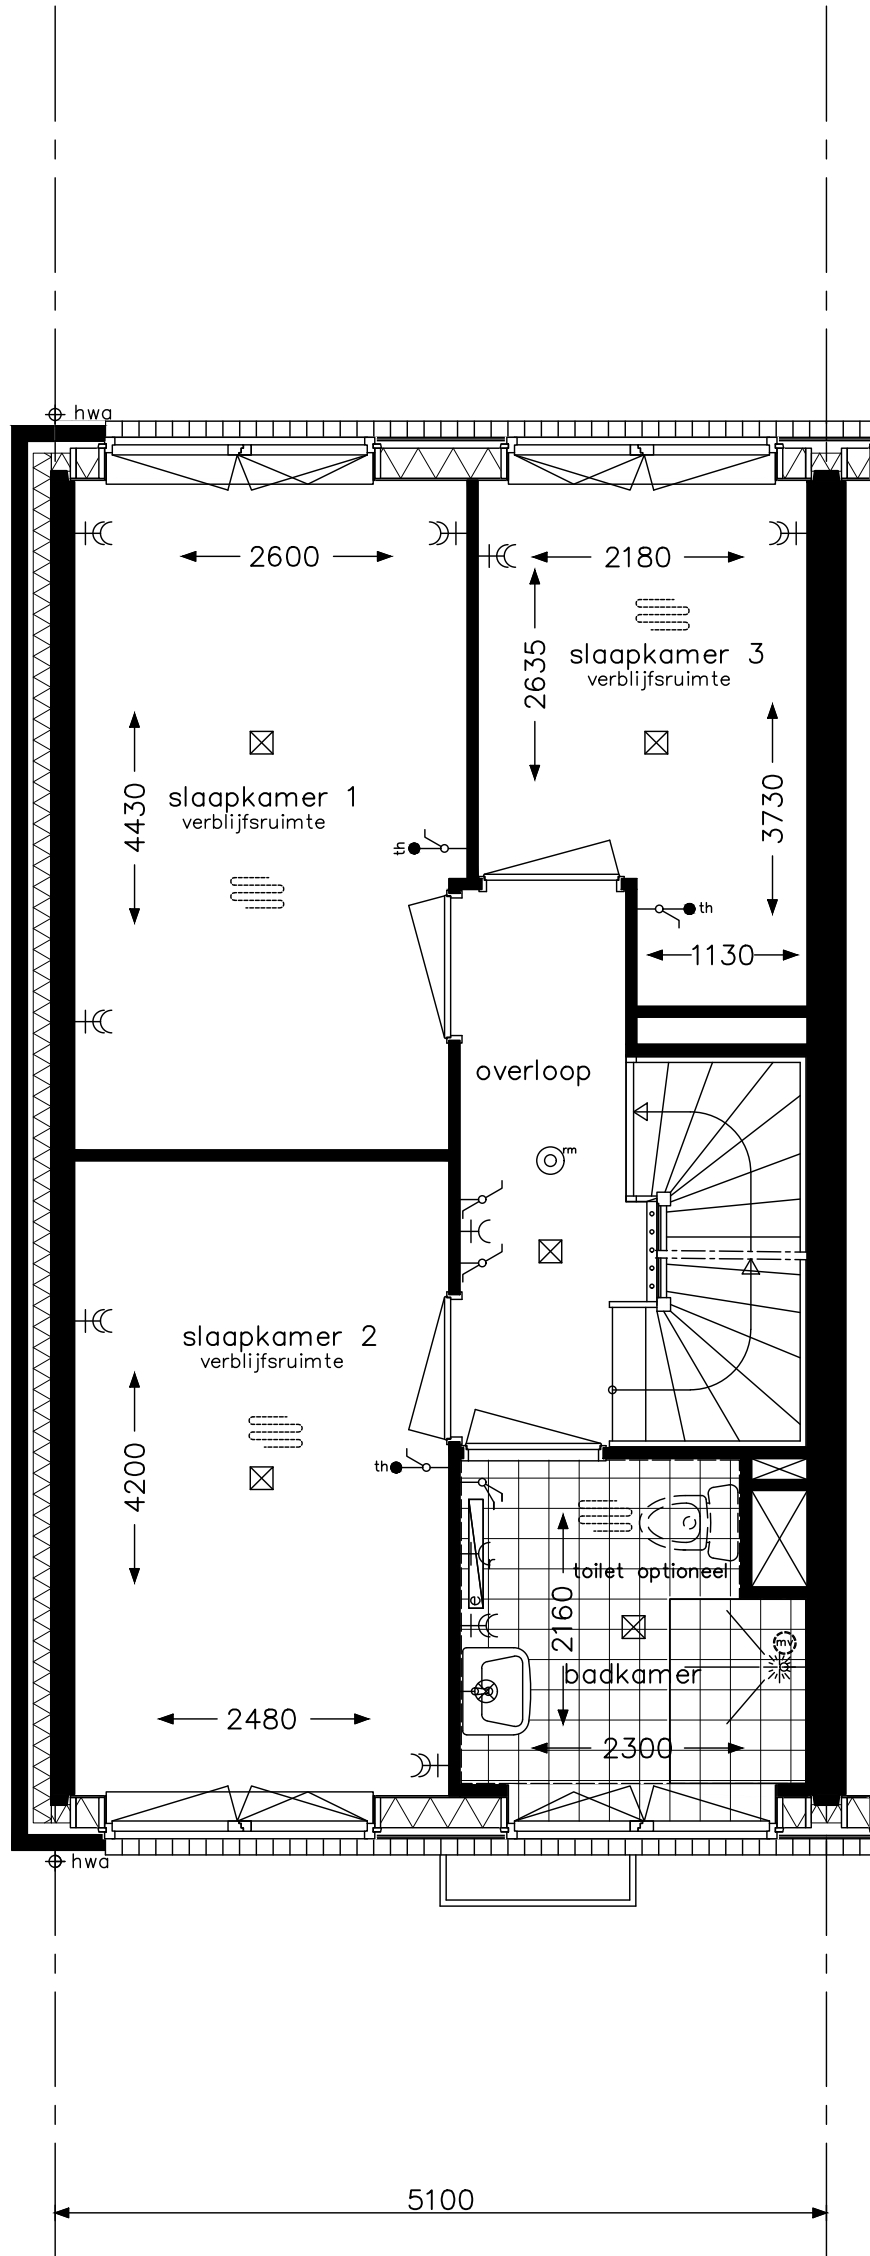 hwa
2600
2180
2635
slaapkamer 3
verblijfsruimte
4430
slaapkamer 1
verblijfsruimte
3730
th
th
1130
overloop
rm
slaapkamer 2
verblijfsruimte
4200
th
r
toilet optioneel
e
2160
mv
badkamer
2480
2300
hwa
5100